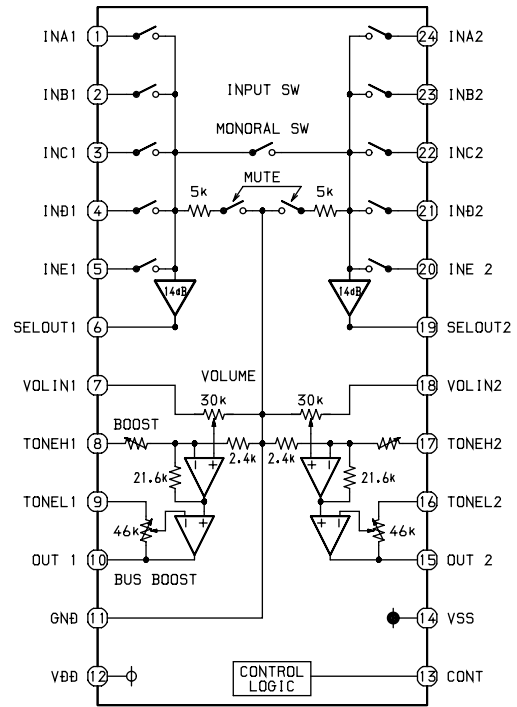 INA1 1 24 INA2
INB1 2 INPUT SW 23 INB2
MONORAL SW
INC1 3 22 INC2
MUTE
5k 5k
IND1 4 21 IND2
INE1 5 20 INE 2
14dB 14dB
SELOUT1 6 19 SELOUT2
VOLIN1 7 VOLUME 18 VOLIN2
30k 30k
BOOST
TONEH1 8 17 TONEH2
2.4k 2.4k
- + + -
21.6k 21.6k
TONEL1 9 16 TONEL2
- + + -
46k 46k
OUT 1 10 15 OUT 2
BUS BOOST
GND 11 14 VSS
VDD 12 CONTROL 13 CONT
LOGIC